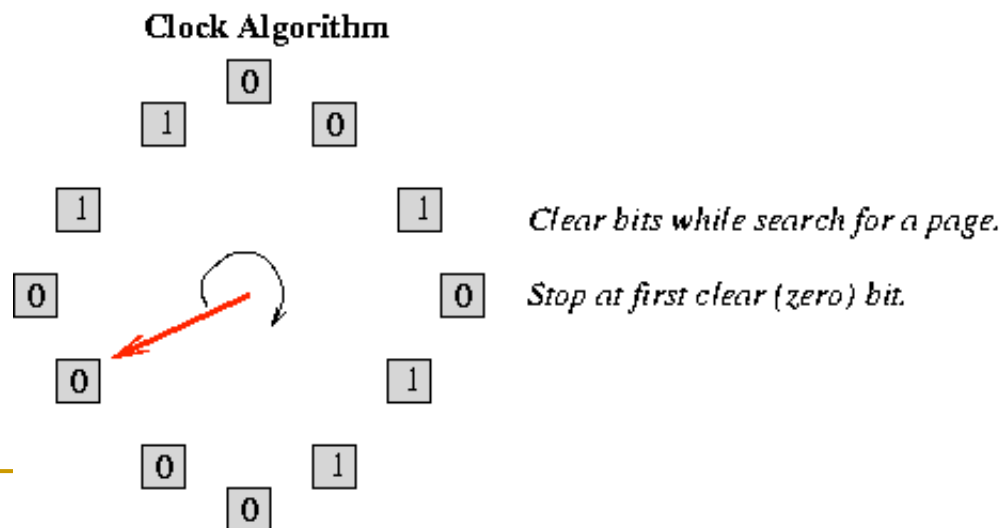 Clock Algorithm
0
1 0
1 1
Clear bits while search for a page.
0 0
Stop at first clear (zero) bit.
0 1
0 1
0